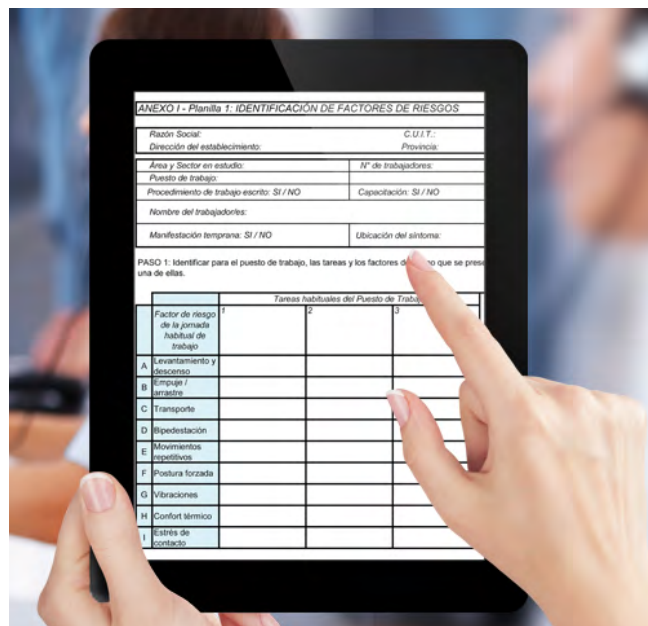 ANEXO I - Planilla 1: IDENTIFICACIÓN DE FACTORES DE RIESGOS
Razón Social: C.U.I.T.:
Dirección del establecimiento: Provincia:
Área y Sector en estudio: N° de trabajadores:
Puesto de trabajo:
Procedimiento de trabajo escrito: SI / NO Capacitación: SI / NO
Nombre del trabajador/es:
Manifestación temprana: SI / NO Ubicación del síntoma:
PASO 1: Identificar para el puesto de trabajo, las tareas y los factores que se
una de ellas.
Tareas habituales del Puesto de
Factor de riesgo
de la jornada
habitual de
trabajo
1 2 3
A Levantamiento y
descenso
B Empuje /
arrastre
C Transporte
D Bipedestación
E Movimientos
repetitivos
F Postura forzada
G Vibraciones
H Confort térmico
I Estrés de
contacto